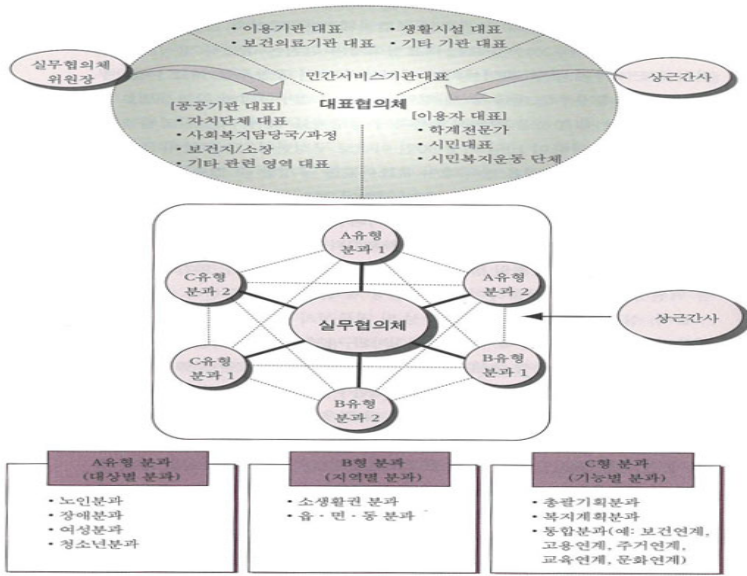 • 이용기관 대표 • 생활시설 대표
• 보건의료기관 대표 • 기타 기관 대표
민간서비스기관대표
실무협의체
위원장
상근간사
대표협의체
[공공기관 대표]
• 자치단체 대표
• 사회복지담당국/과정
• 보건지/소장
• 기타 관련 영역 대표
[이용자 대표]
• 학계전문가
• 시민대표
• 시민복지운동 단체
A유형
분과 1
C유형
분과 2
A유형
분과 2
실무협의체
상근간사
C유형
분과 1
B유형
분과 1
B유형
분과 2
A유형 분과
(대상별 분과)
• 노인분과
• 장애분과
• 여성분과
• 청소년분과
B형 분과
(지역별 분과)
• 소생활권 분과
• 읍 - 면 - 동 분과
C형 분과
(기능별 분과)
• 총괄기획분과
• 복지계획분과
• 통합분과(예: 보건연계,
고용연계, 주거연계,
교육연계, 문화연계)